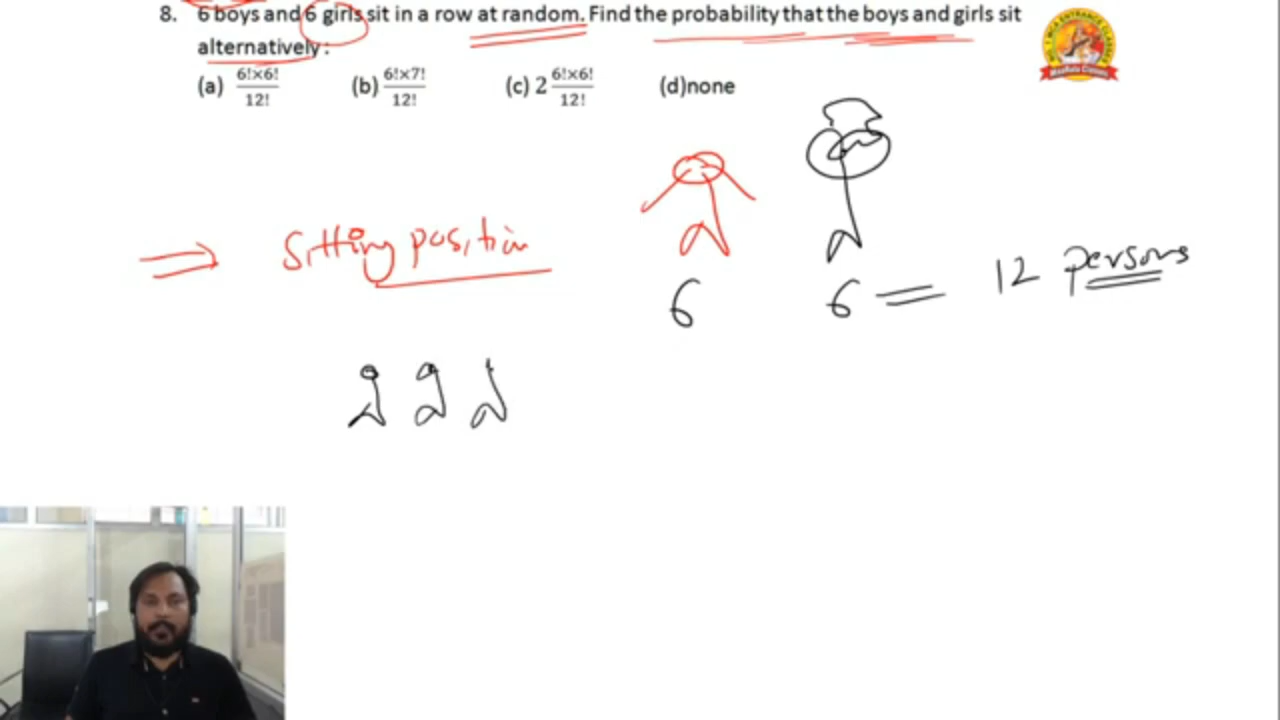 8. 6 boys and 6 girls sit in a row at random. Find the probability that the boys and girls sit
alternatively:
(a) 6!×6!/12! (b) 6!×7!/12! (c) 2 6!×6!/12! (d)none
⇒ Sitting position
6 6 = 12 persons